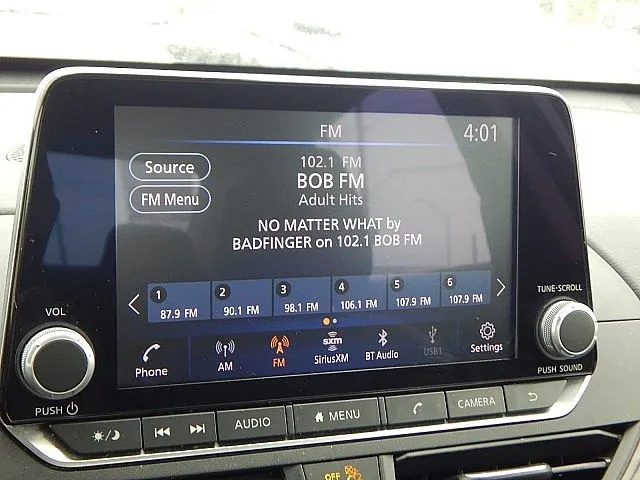 FM
4:01
Source
102.1 FM
BOB FM
FM Menu
Adult Hits
NO MATTER WHAT by
BADFINGER on 102.1 BOB FM
1 2 3 4 5 6
87.9 FM 90.1 FM 98.1 FM 106.1 FM 107.9 FM 107.9 FM
VOL
TUNE·SCROLL
Phone
AM
FM
sxm
SiriusXM
BT Audio
USB1
Settings
PUSH
PUSH SOUND
AUDIO
MENU
CAMERA
OFF